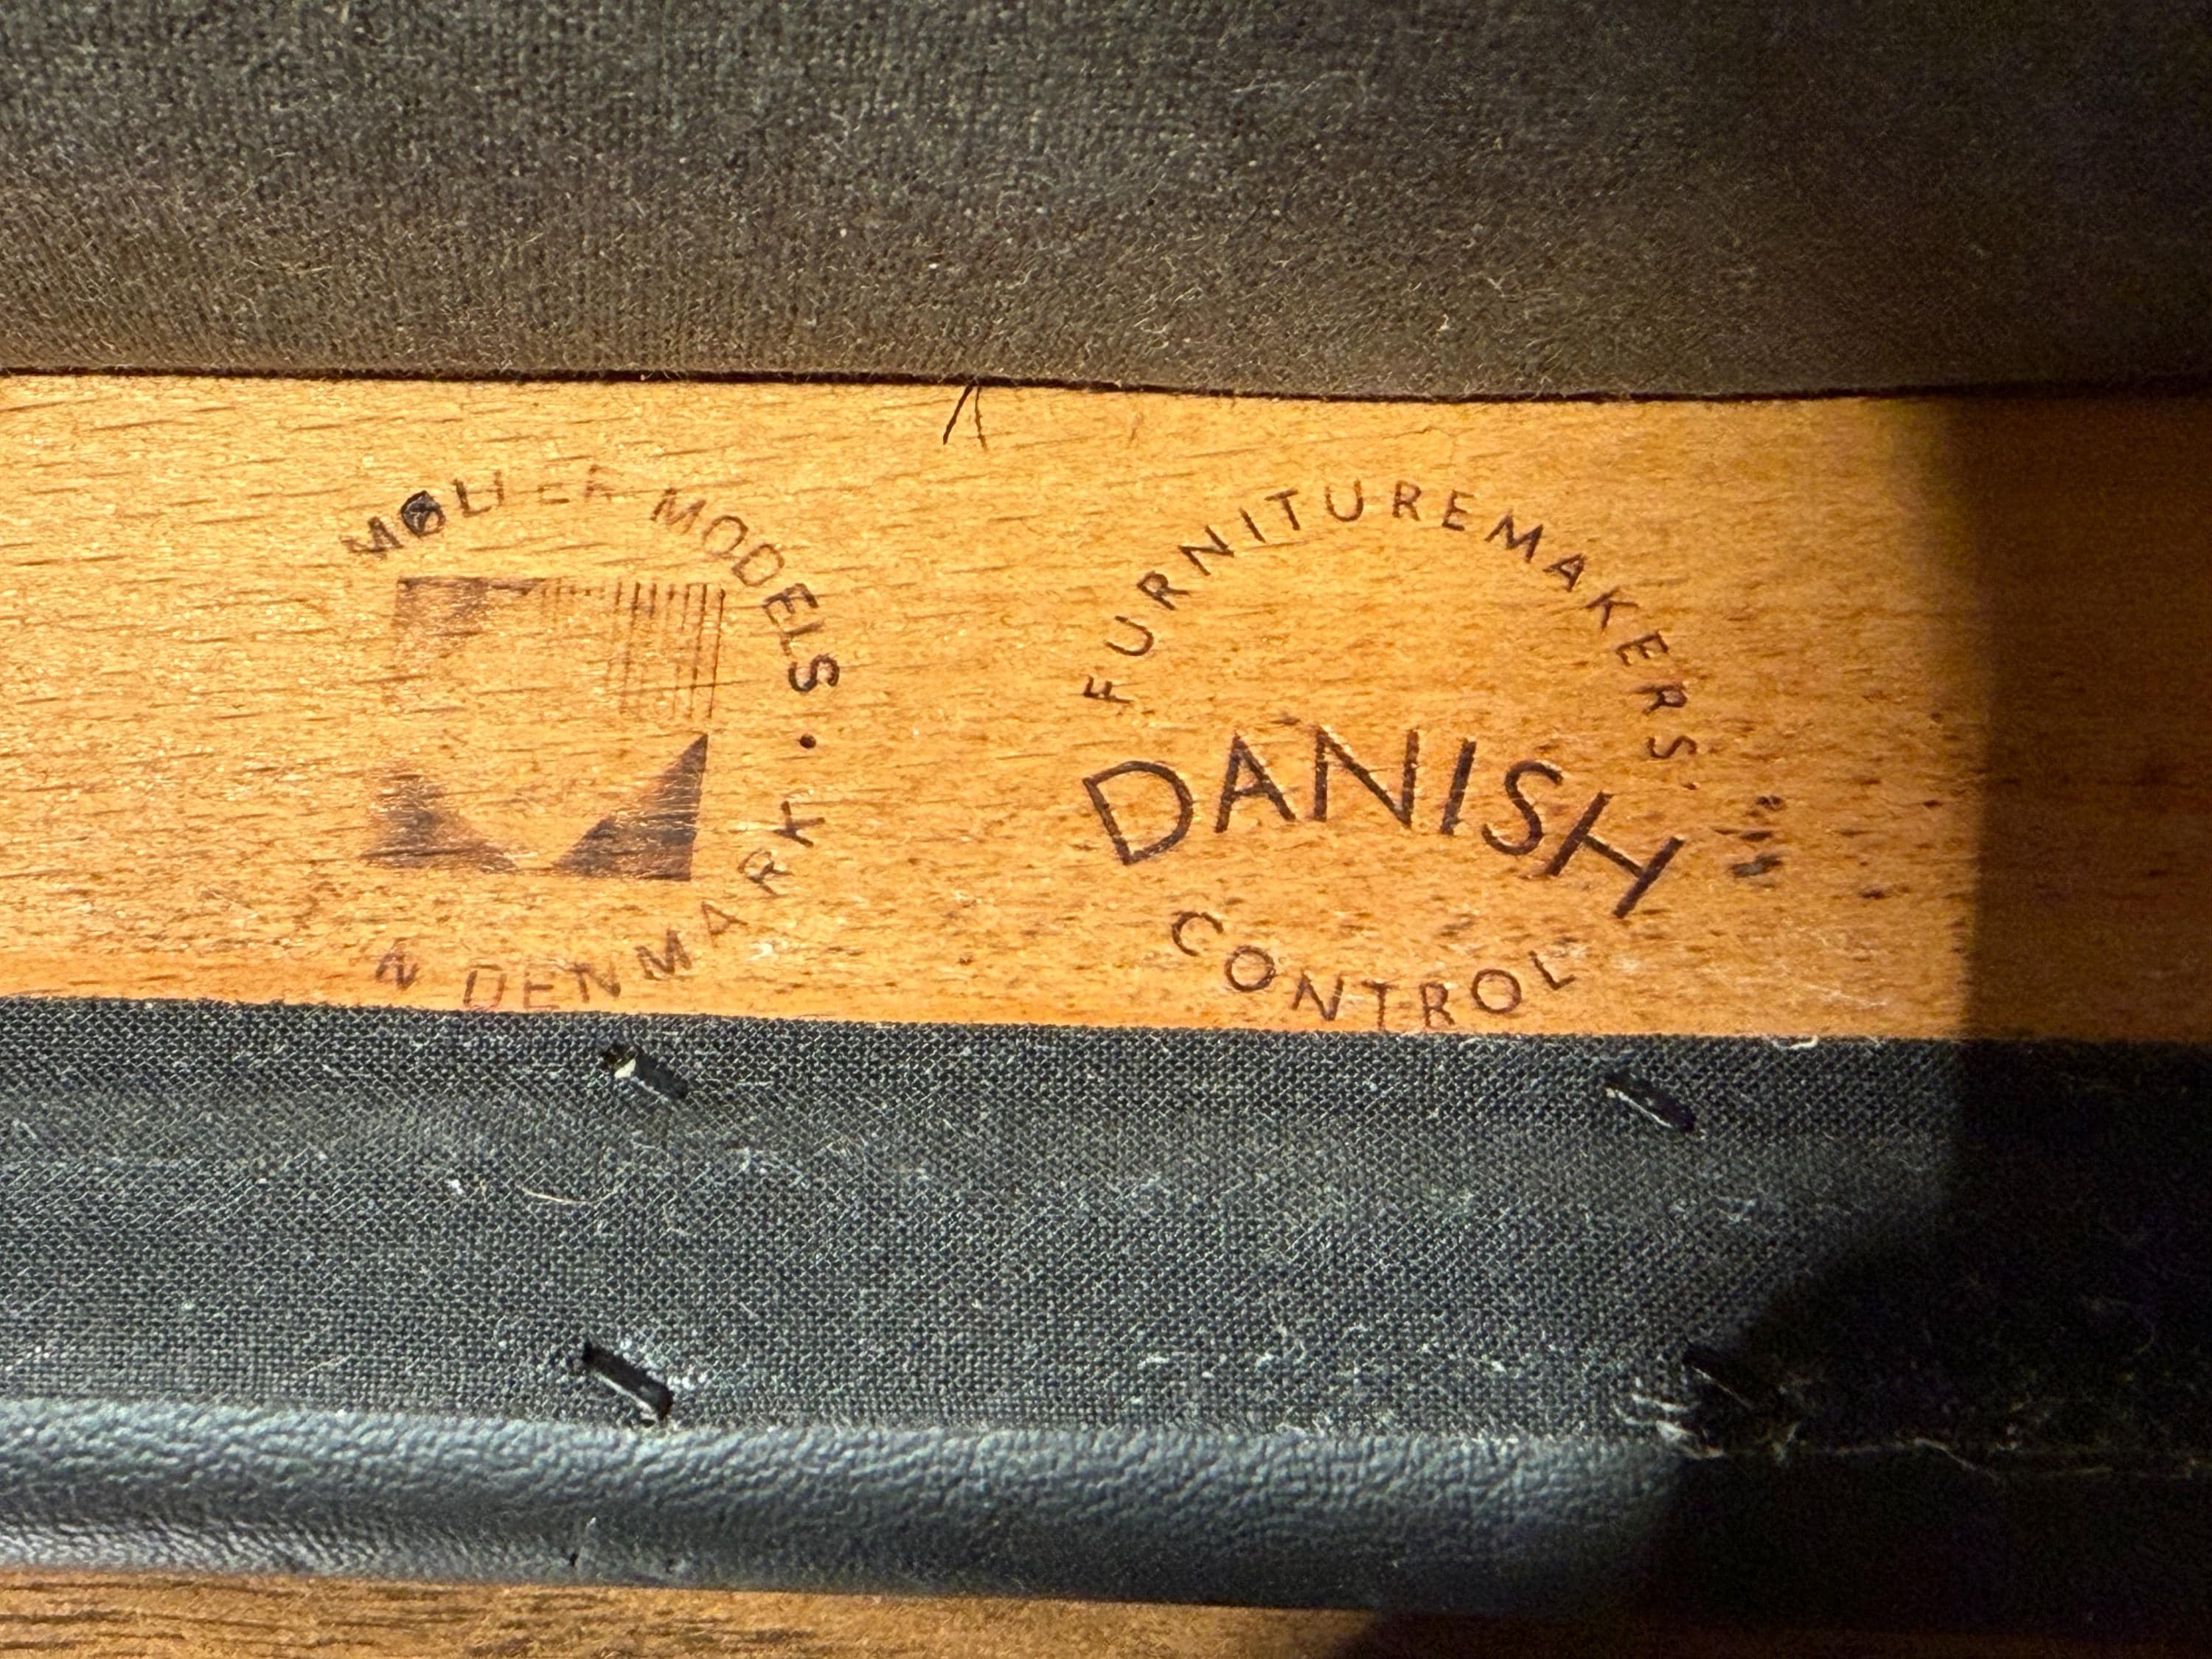 MØLLER MODELS •
N DENMARK
FURNITUREMAKERS'
DANISH
CONTROL